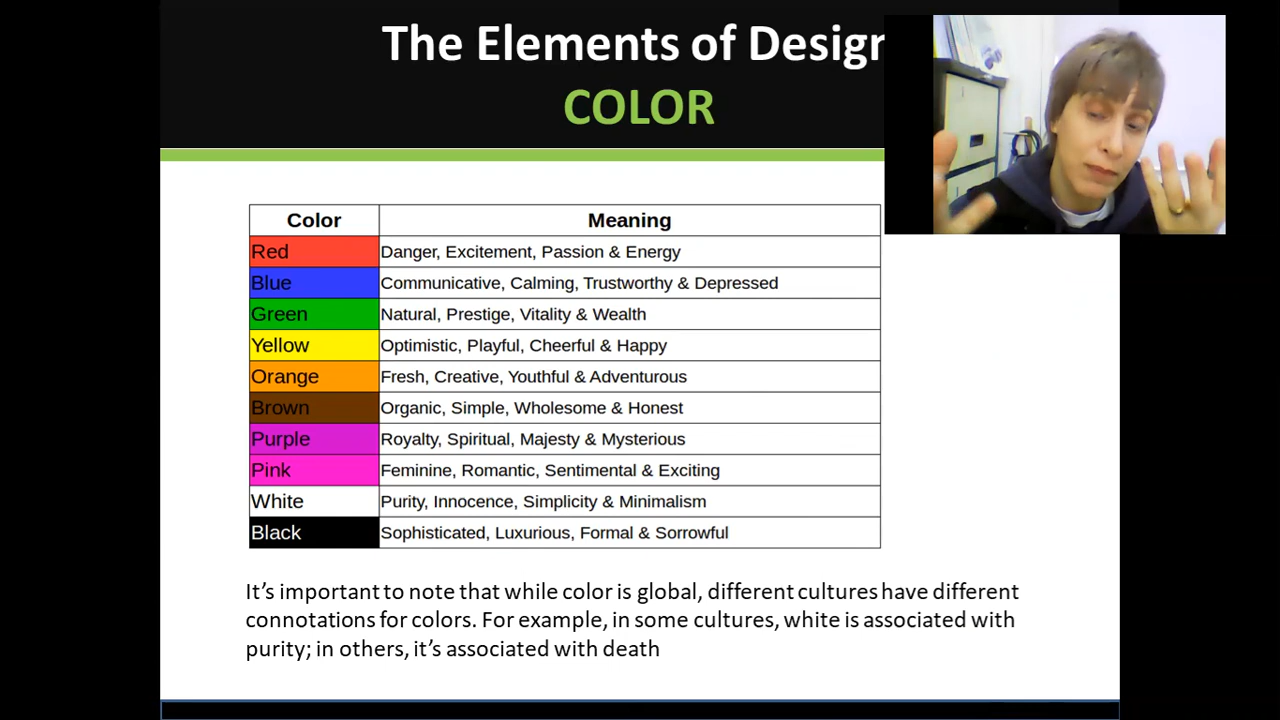 The Elements of Design
COLOR
Color Meaning
Red Danger, Excitement, Passion & Energy
Blue Communicative, Calming, Trustworthy & Depressed
Green Natural, Prestige, Vitality & Wealth
Yellow Optimistic, Playful, Cheerful & Happy
Orange Fresh, Creative, Youthful & Adventurous
Brown Organic, Simple, Wholesome & Honest
Purple Royalty, Spiritual, Majesty & Mysterious
Pink Feminine, Romantic, Sentimental & Exciting
White Purity, Innocence, Simplicity & Minimalism
Black Sophisticated, Luxurious, Formal & Sorrowful
It’s important to note that while color is global, different cultures have different
connotations for colors. For example, in some cultures, white is associated with
purity; in others, it’s associated with death